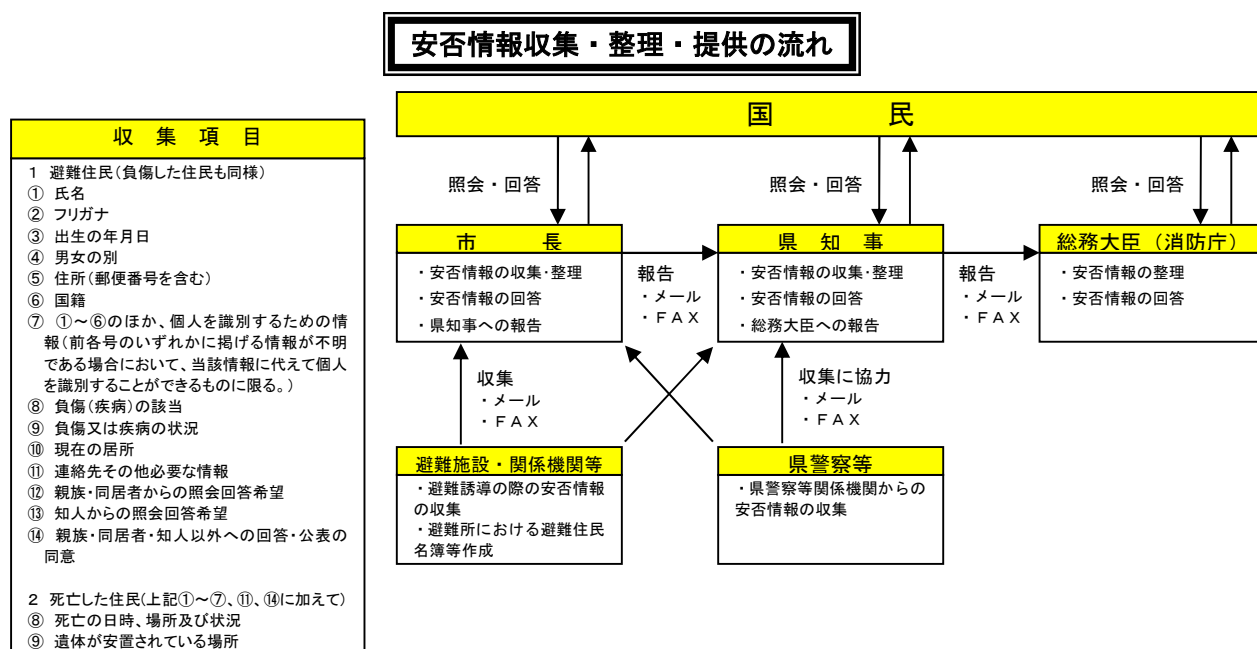 安否情報収集・整理・提供の流れ
収集項目
1 避難住民(負傷した住民も同様)
① 氏名
② フリガナ
③ 出生の年月日
④ 男女の別
⑤ 住所(郵便番号を含む)
⑥ 国籍
⑦ ①～⑥のほか、個人を識別するための情
報(前各号のいずれかに掲げる情報が不明
である場合において、当該情報に代えて個人
を識別することができるものに限る。)
⑧ 負傷(疾病)の該当
⑨ 負傷又は疾病の状況
⑩ 現在の居所
⑪ 連絡先その他必要な情報
⑫ 親族・同居者からの照会回答希望
⑬ 知人からの照会回答希望
⑭ 親族・同居者・知人以外への回答・公表の
同意
2 死亡した住民(上記①～⑦、⑪、⑭に加えて)
⑧ 死亡の日時、場所及び状況
⑨ 遺体が安置されている場所
国民
照会・回答
照会・回答
照会・回答
市長
・安否情報の収集・整理
・安否情報の回答
・県知事への報告
報告
・メール
・FAX
県知事
・安否情報の収集・整理
・安否情報の回答
・総務大臣への報告
報告
・メール
・FAX
総務大臣(消防庁)
・安否情報の整理
・安否情報の回答
収集
・メール
・FAX
収集に協力
・メール
・FAX
避難施設・関係機関等
・避難誘導の際の安否情報
の収集
・避難所における避難住民
名簿等作成
県警察等
・県警察等関係機関からの
安否情報の収集